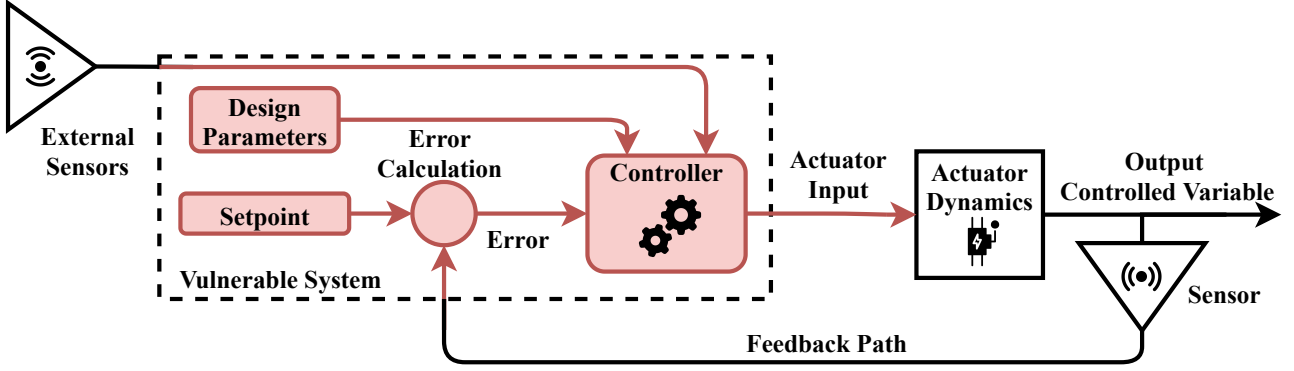 External
Sensors
Design
Parameters
Error
Calculation
Controller
Setpoint
Error
Vulnerable System
Actuator
Input
Actuator
Dynamics
Output
Controlled Variable
Sensor
Feedback Path